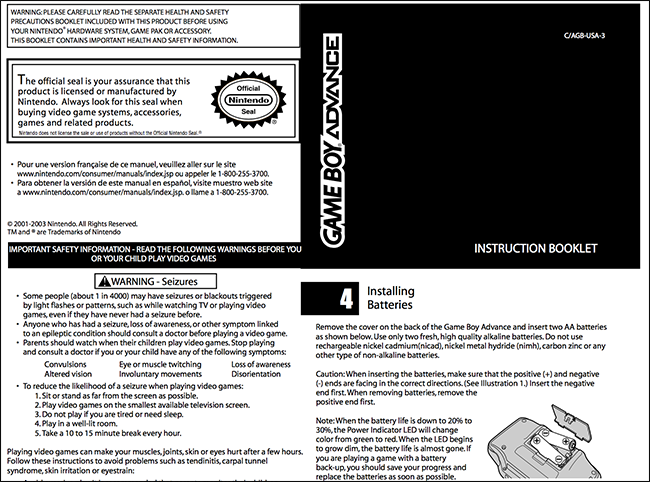 WARNING: PLEASE CAREFULLY READ THE SEPARATE HEALTH AND SAFETY
PRECAUTIONS BOOKLET INCLUDED WITH THIS PRODUCT BEFORE USING
YOUR NINTENDO® HARDWARE SYSTEM, GAME PAK OR ACCESSORY.
THIS BOOKLET CONTAINS IMPORTANT HEALTH AND SAFETY INFORMATION.
The official seal is your assurance that this
product is licensed or manufactured by
Nintendo. Always look for this seal when
buying video game systems, accessories,
games and related products.
Nintendo does not license the sale or use of products without the Official Nintendo Seal.®
Official
Nintendo
Seal
®
• Pour une version française de ce manuel, veuillez aller sur le site
www.nintendo.com/consumer/manuals/index.jsp ou appeler le 1-800-255-3700.
• Para obtener la versión de este manual en español, visite nuestro web site
a www.nintendo.com/consumer/manuals/index.jsp. o llame a 1-800-255-3700.
© 2001-2003 Nintendo. All Rights Reserved.
TM and ® are Trademarks of Nintendo
IMPORTANT SAFETY INFORMATION - READ THE FOLLOWING WARNINGS BEFORE YOU
OR YOUR CHILD PLAY VIDEO GAMES
WARNING - Seizures
• Some people (about 1 in 4000) may have seizures or blackouts triggered
by light flashes or patterns, such as while watching TV or playing video
games, even if they have never had a seizure before.
• Anyone who has had a seizure, loss of awareness, or other symptom linked
to an epileptic condition should consult a doctor before playing a video game.
• Parents should watch when their children play video games. Stop playing
and consult a doctor if you or your child have any of the following symptoms:
Convulsions Eye or muscle twitching Loss of awareness
Altered vision Involuntary movements Disorientation
• To reduce the likelihood of a seizure when playing video games:
1. Sit or stand as far from the screen as possible.
2. Play video games on the smallest available television screen.
3. Do not play if you are tired or need sleep.
4. Play in a well-lit room.
5. Take a 10 to 15 minute break every hour.
Playing video games can make your muscles, joints, skin or eyes hurt after a few hours.
Follow these instructions to avoid problems such as tendinitis, carpal tunnel
syndrome, skin irritation or eyestrain:
C/AGB-USA-3
GAME BOY ADVANCE
INSTRUCTION BOOKLET
4
Installing
Batteries
Remove the cover on the back of the Game Boy Advance and insert two AA batteries
as shown below. Use only two fresh, high quality alkaline batteries. Do not use
rechargeable nickel cadmium(nicad), nickel metal hydride (nimh), carbon zinc or any
other type of non-alkaline batteries.
Caution: When inserting the batteries, make sure that the positive (+) and negative
(-) ends are facing in the correct directions. (See Illustration 1.) Insert the negative
end first. When removing batteries, remove the
positive end first.
Note: When the battery life is down to 20% to
30%, the Power Indicator LED will change
color from green to red. When the LED begins
to grow dim, the battery life is almost gone. If
you are playing a game with a battery
back-up, you should save your progress and
replace the batteries as soon as possible.